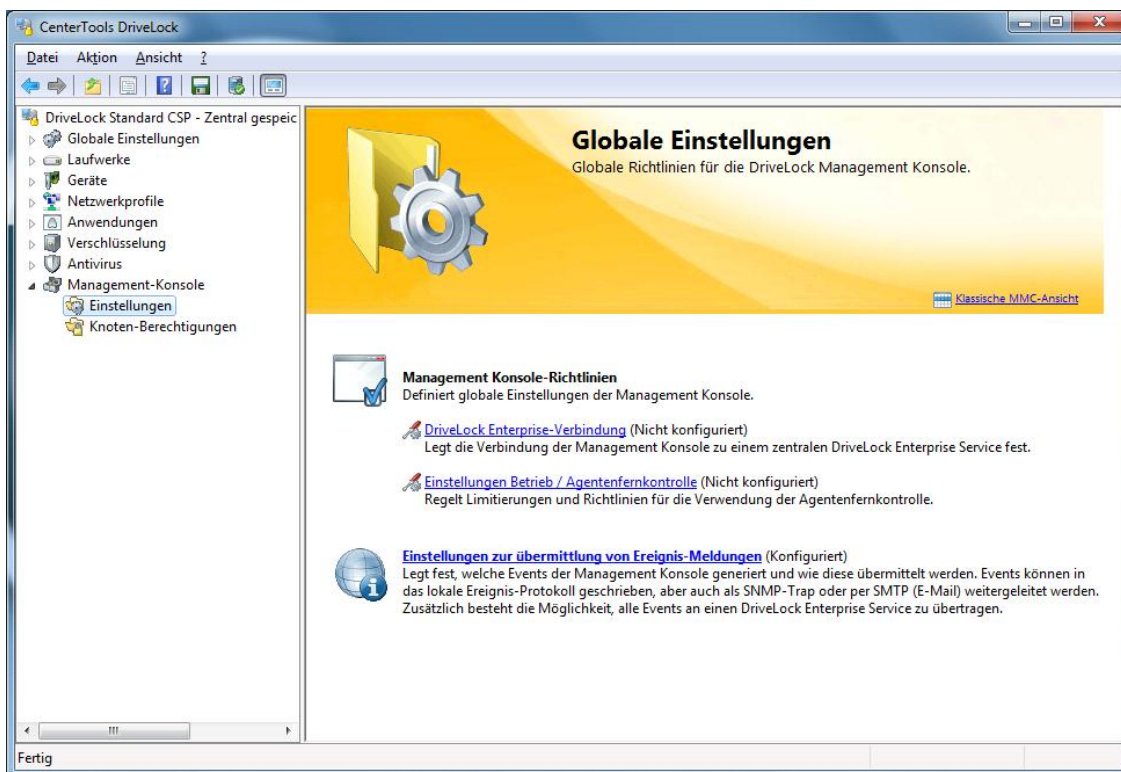 CenterTools DriveLock
Datei Aktion Ansicht ?
DriveLock Standard CSP - Zentral gespeic
Globale Einstellungen
Laufwerke
Geräte
Netzwerkprofile
Anwendungen
Verschlüsselung
Antivirus
Management-Konsole
Einstellungen
Knoten-Berechtigungen
Globale Einstellungen
Globale Richtlinien für die DriveLock Management Konsole.
Klassische MMC-Ansicht
Management Konsole-Richtlinien
Definiert globale Einstellungen der Management Konsole.
DriveLock Enterprise-Verbindung (Nicht konfiguriert)
Legt die Verbindung der Management Konsole zu einem zentralen DriveLock Enterprise Service fest.
Einstellungen Betrieb / Agentenfernkontrolle (Nicht konfiguriert)
Regelt Limitierungen und Richtlinien für die Verwendung der Agentenfernkontrolle.
Einstellungen zur übermittlung von Ereignis-Meldungen (Konfiguriert)
Legt fest, welche Events der Management Konsole generiert und wie diese übermittelt werden. Events können in
das lokale Ereignis-Protokoll geschrieben, aber auch als SNMP-Trap oder per SMTP (E-Mail) weitergeleitet werden.
Zusätzlich besteht die Möglichkeit, alle Events an einen DriveLock Enterprise Service zu übertragen.
Fertig